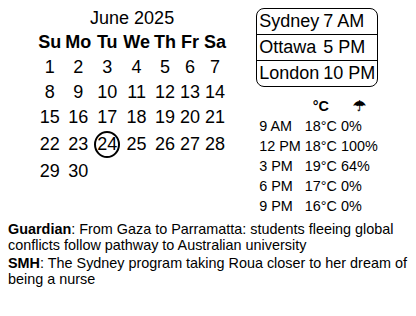 June 2025
Su Mo Tu We Th Fr Sa
1 2 3 4 5 6 7
8 9 10 11 12 13 14
15 16 17 18 19 20 21
22 23 24 25 26 27 28
29 30
Sydney 7 AM
Ottawa 5 PM
London 10 PM
°C ☂
9 AM 18°C 0%
12 PM 18°C 100%
3 PM 19°C 64%
6 PM 17°C 0%
9 PM 16°C 0%
Guardian: From Gaza to Parramatta: students fleeing global
conflicts follow pathway to Australian university
SMH: The Sydney program taking Roua closer to her dream of
being a nurse